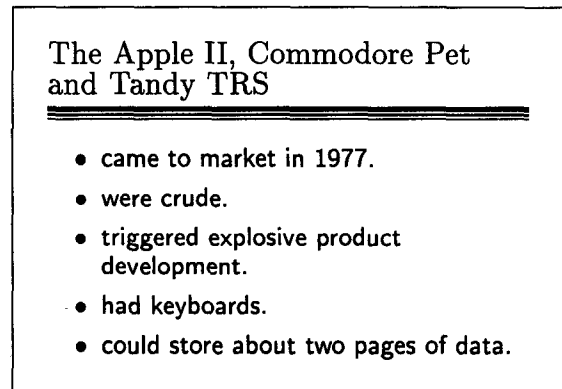 The Apple II, Commodore Pet
and Tandy TRS
• came to market in 1977.
• were crude.
• triggered explosive product
development.
• had keyboards.
• could store about two pages of data.